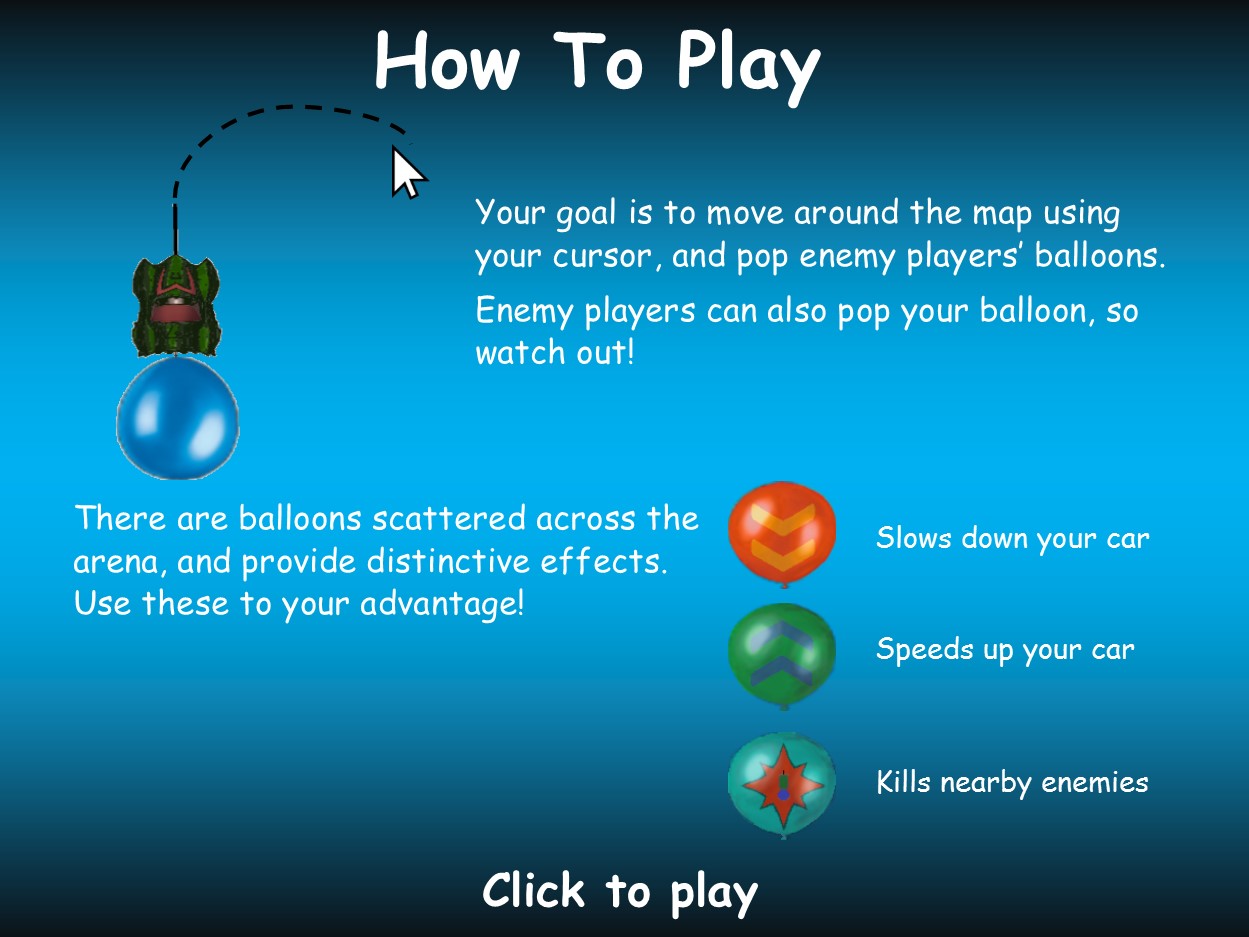 How To Play
Your goal is to move around the map using
your cursor, and pop enemy players’ balloons.
Enemy players can also pop your balloon, so
watch out!
There are balloons scattered across the
arena, and provide distinctive effects.
Use these to your advantage!
Slows down your car
Speeds up your car
Kills nearby enemies
Click to play